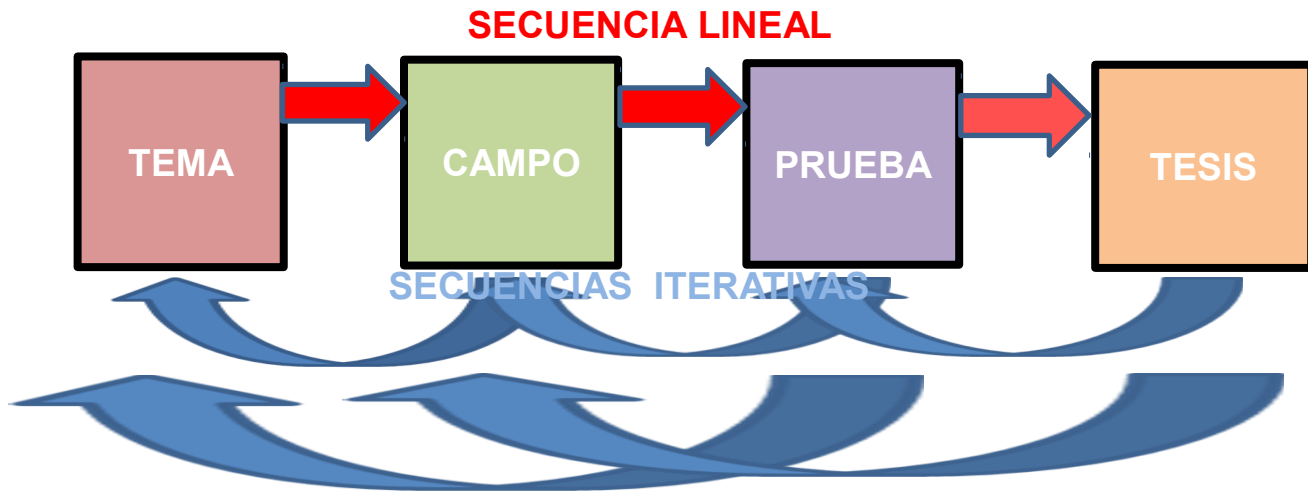 SECUENCIA LINEAL
TEMA
CAMPO
PRUEBA
TESIS
SECUENCIAS ITERATIVAS